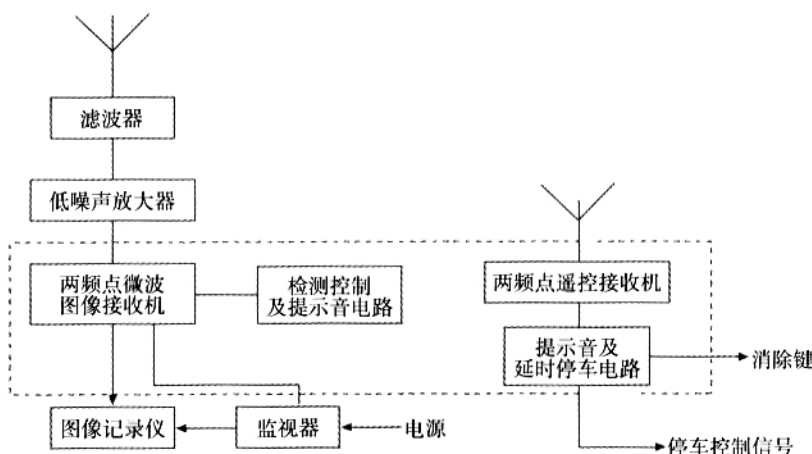 滤波器
低噪声放大器
两频点微波
图像接收机
检测控制
及提示音电路
两频点遥控接收机
提示音及
延时停车电路
消除键
图像记录仪
监视器
电源
停车控制信号